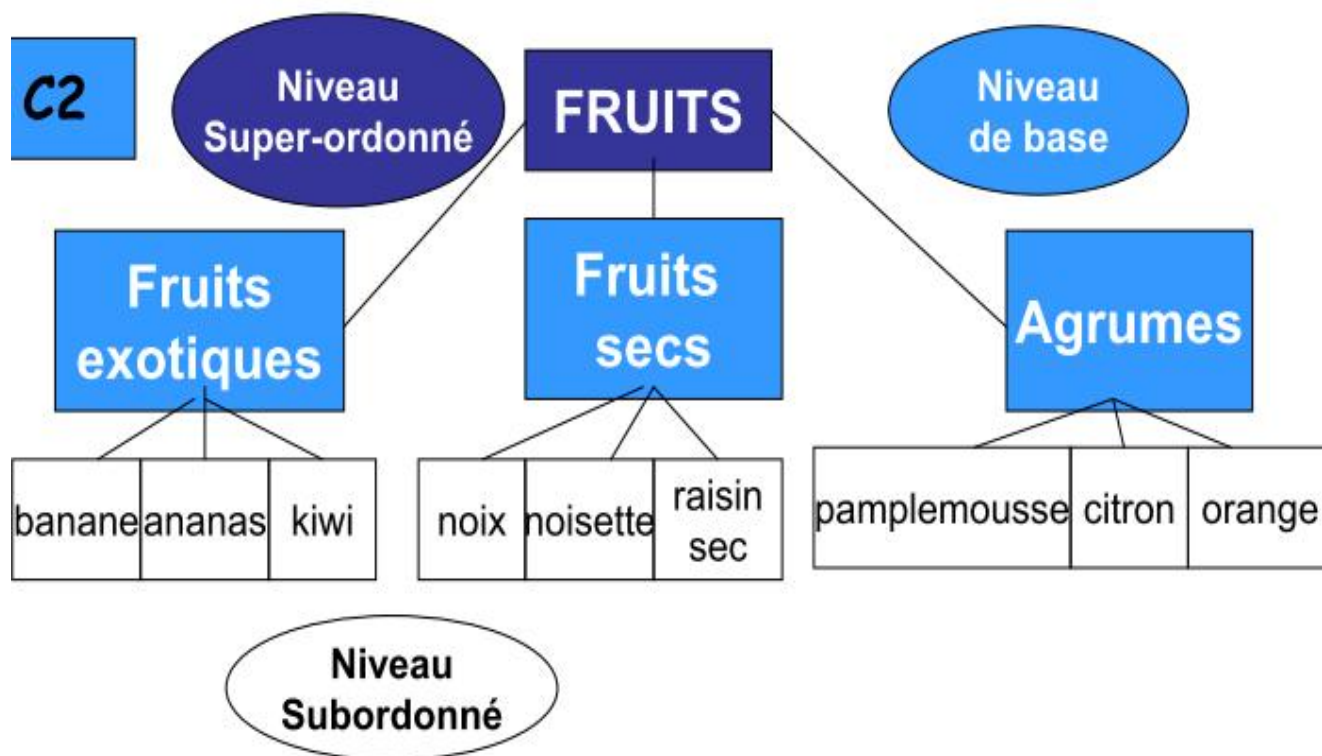 C2
Niveau
Super-ordonné
FRUITS
Niveau
de base
Fruits
exotiques
Fruits
secs
Agrumes
banane
ananas
kiwi
noix
noisette
raisin
sec
pamplemousse
citron
orange
Niveau
Subordonné